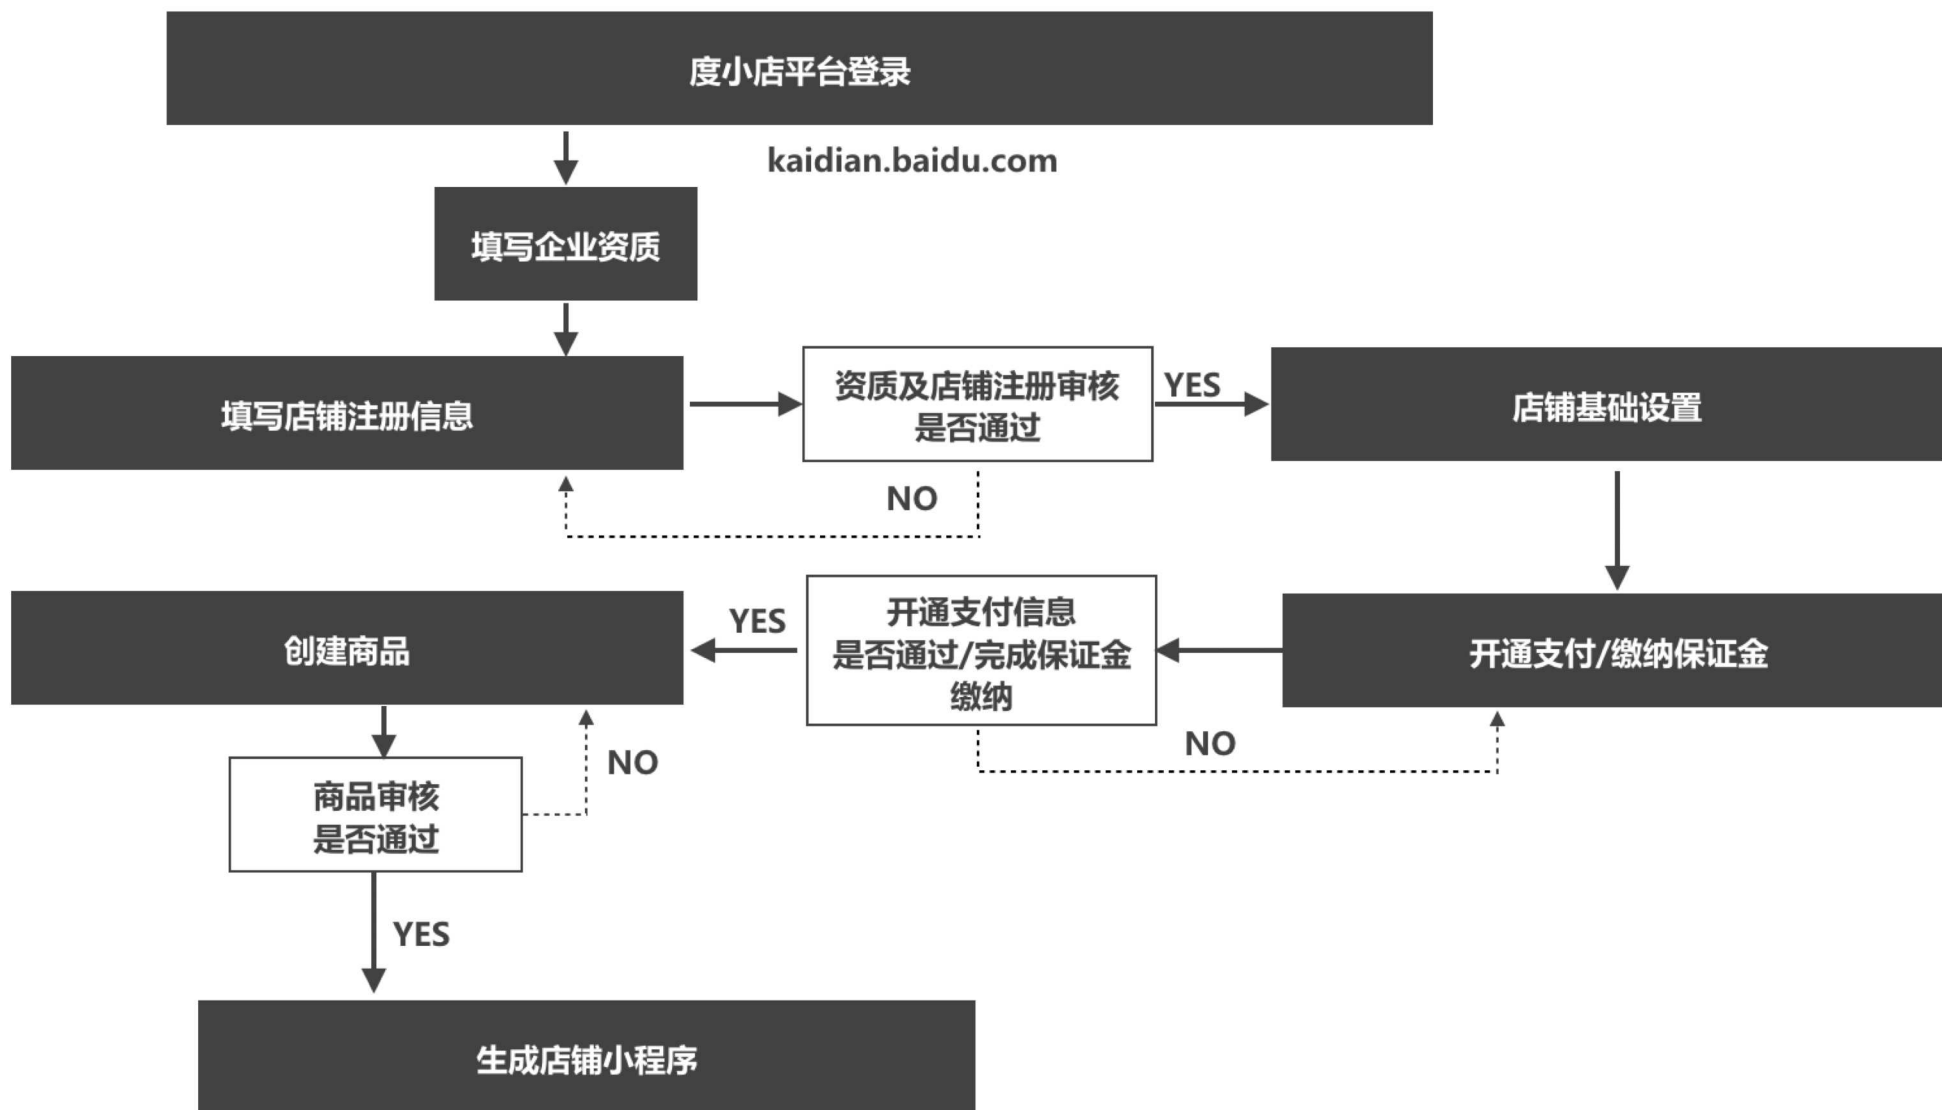 度小店平台登录
kaidian.baidu.com
填写企业资质
填写店铺注册信息
资质及店铺注册审核
是否通过
YES
店铺基础设置
NO
创建商品
YES
开通支付信息
是否通过/完成保证金
缴纳
开通支付/缴纳保证金
NO
NO
商品审核
是否通过
YES
生成店铺小程序